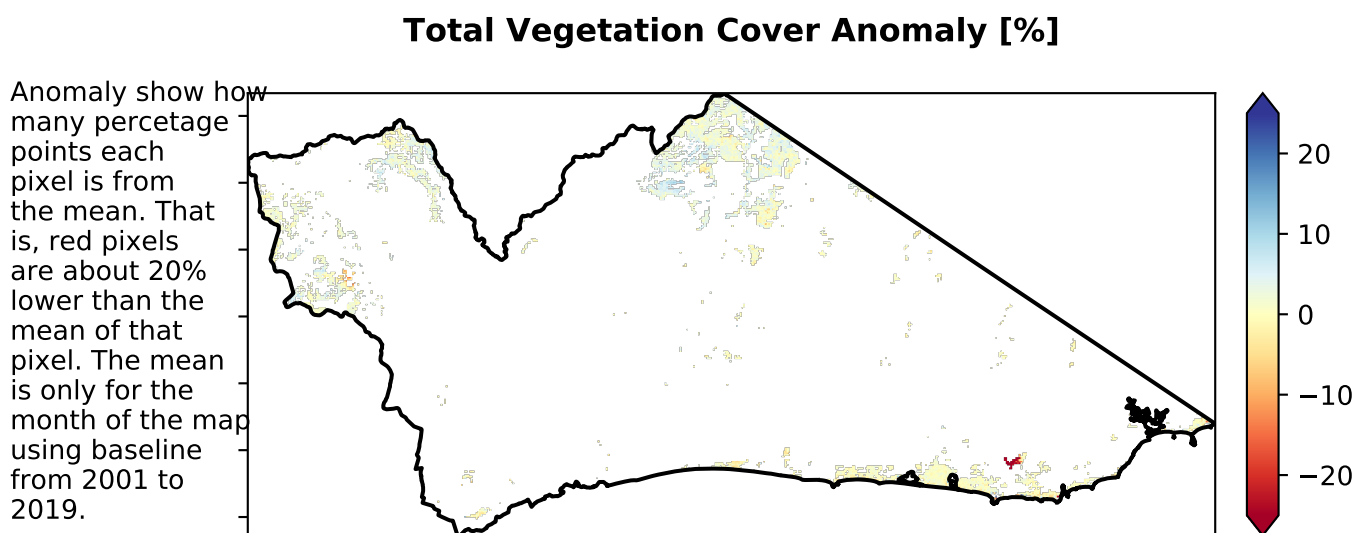 Total Vegetation Cover Anomaly [%]
Anomaly show how
many percetage
points each
pixel is from
the mean. That
is, red pixels
are about 20%
lower than the
mean of that
pixel. The mean
is only for the
month of the map
using baseline
from 2001 to
2019.
20
10
0
−10
−20